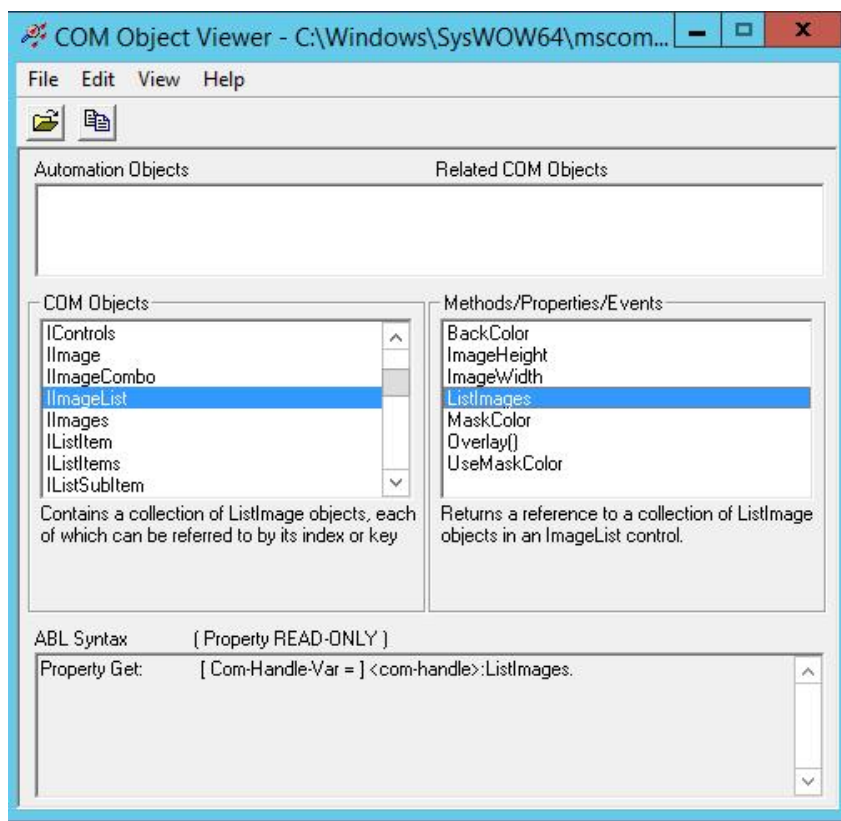 COM Object Viewer - C:\Windows\SysWOW64\mscom...
File Edit View Help
Automation Objects
Related COM Objects
COM Objects
IControls
IImage
IImageCombo
IImageList
IImages
IListItem
IListItems
IListSubItem
Contains a collection of ListImage objects, each
of which can be referred to by its index or key
Methods/Properties/Events
BackColor
ImageHeight
ImageWidth
ListImages
MaskColor
Overlay()
UseMaskColor
Returns a reference to a collection of ListImage
objects in an ImageList control.
ABL Syntax ( Property READ-ONLY )
Property Get: [ Com-Handle-Var = ] <com-handle>:ListImages.